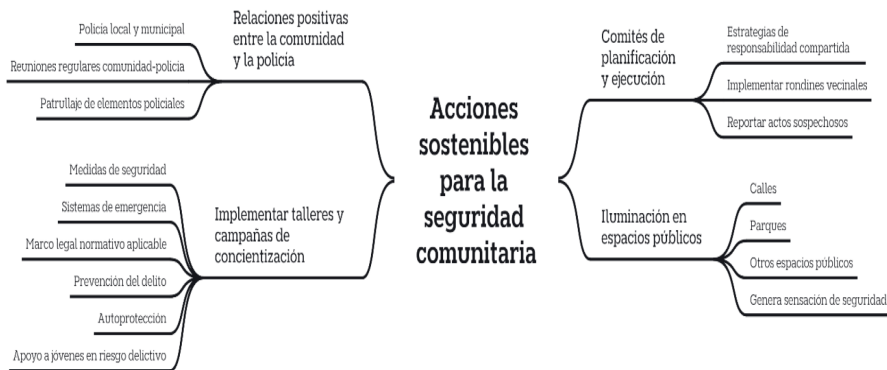 Acciones
sostenibles
para la
seguridad
comunitaria
Relaciones positivas
entre la comunidad
y la policía
Policía local y municipal
Reuniones regulares comunidad-policía
Patrullaje de elementos policiales
Implementar talleres y
campañas de
concientización
Medidas de seguridad
Sistemas de emergencia
Marco legal normativo aplicable
Prevención del delito
Autoprotección
Apoyo a jóvenes en riesgo delictivo
Comités de
planificación
y ejecución
Estrategias de
responsabilidad compartida
Implementar rondines vecinales
Reportar actos sospechosos
Iluminación en
espacios públicos
Calles
Parques
Otros espacios públicos
Genera sensación de seguridad